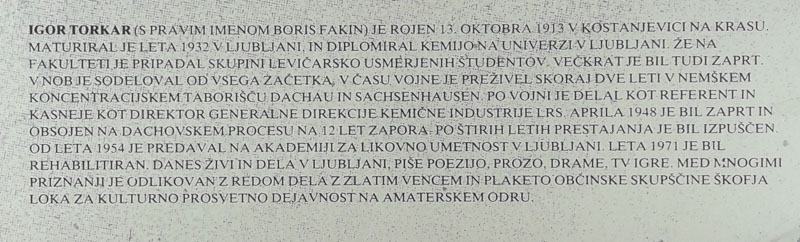 IGOR TORKAR (S PRAVIM IMENOM BORIS FAKIN) JE ROJEN 13. OKTOBRA 1913 V KOSTANJEVICI NA KRASU.
MATURIRAL JE LETA 1932 V LJUBLJANI, IN DIPLOMIRAL KEMIJO NA UNIVERZI V LJUBLJANI. ŽE NA
FAKULTETI JE PRIPADAL SKUPINI LEVIČARSKO USMERJENIH ŠTUDENTOV. VEČKRAT JE BIL TUDI ZAPRT.
V NOB JE SODELOVAL OD VSEGA ZAČETKA, V ČASU VOJNE JE PREŽIVEL SKORAJ DVE LETI V NEMŠKEM
KONCENTRACIJSKEM TABORIŠČU DACHAU IN SACHSENHAUSEN. PO VOJNI JE DELAL KOT REFERENT IN
KASNEJE KOT DIREKTOR GENERALNE DIREKCIJE KEMIČNE INDUSTRIJE LRS. APRILA 1948 JE BIL ZAPRT IN
OBSOJEN NA DACHOVSKEM PROCESU NA 12 LET ZAPORA. PO ŠTIRIH LETIH PRESTAJANJA JE BIL IZPUŠČEN.
OD LETA 1954 JE PREDAVAL NA AKADEMIJI ZA LIKOVNO UMETNOST V LJUBLJANI. LETA 1971 JE BIL
REHABILITIRAN. DANES ŽIVI IN DELA V LJUBLJANI, PIŠE POEZIJO, PROZO, DRAME, TV IGRE. MED MNOGIMI
PRIZNANJI JE ODLIKOVAN Z REDOM DELA Z ZLATIM VENCEM IN PLAKETO OBČINSKE SKUPŠČINE ŠKOFJA
LOKA ZA KULTURNO PROSVETNO DEJAVNOST NA AMATERSKEM ODRU.